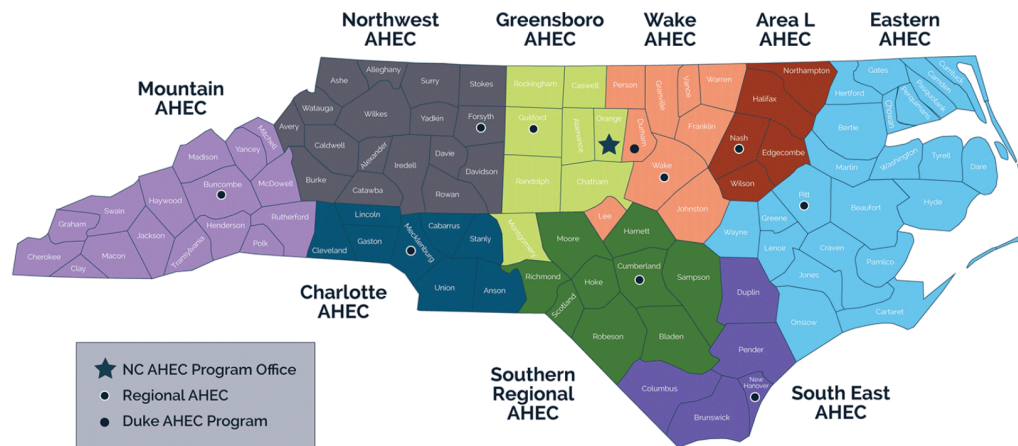 Northwest
AHEC
Greensboro
AHEC
Wake
AHEC
Area L
AHEC
Eastern
AHEC
Mountain
AHEC
Ashe
Alleghany
Surry
Stokes
Rockingham
Caswell
Person
Granville
Vance
Warren
Northampton
Gates
Currituck
Camden
Pasquotank
Perquimans
Chowan
Hertford
Halifax
Watauga
Wilkes
Yadkin
Forsyth
Guilford
Alamance
Orange
Durham
Franklin
Nash
Bertie
Avery
Mitchell
Yancey
Madison
Caldwell
Alexander
Iredell
Davie
Davidson
Randolph
Chatham
Wake
Edgecombe
Wilson
Martin
Washington
Tyrell
Dare
Buncombe
McDowell
Burke
Catawba
Rowan
Haywood
Swain
Graham
Cherokee
Clay
Macon
Jackson
Transylvania
Henderson
Polk
Rutherford
Cleveland
Lincoln
Gaston
Mecklenburg
Cabarrus
Stanly
Union
Anson
Montgomery
Moore
Lee
Harnett
Johnston
Wayne
Greene
Pitt
Beaufort
Hyde
Lenoir
Craven
Pamlico
Jones
Onslow
Cartaret
Richmond
Scotland
Hoke
Cumberland
Sampson
Robeson
Bladen
Duplin
Pender
New
Hanover
Columbus
Brunswick
Charlotte
AHEC
Southern
Regional
AHEC
South East
AHEC
NC AHEC Program Office
Regional AHEC
Duke AHEC Program